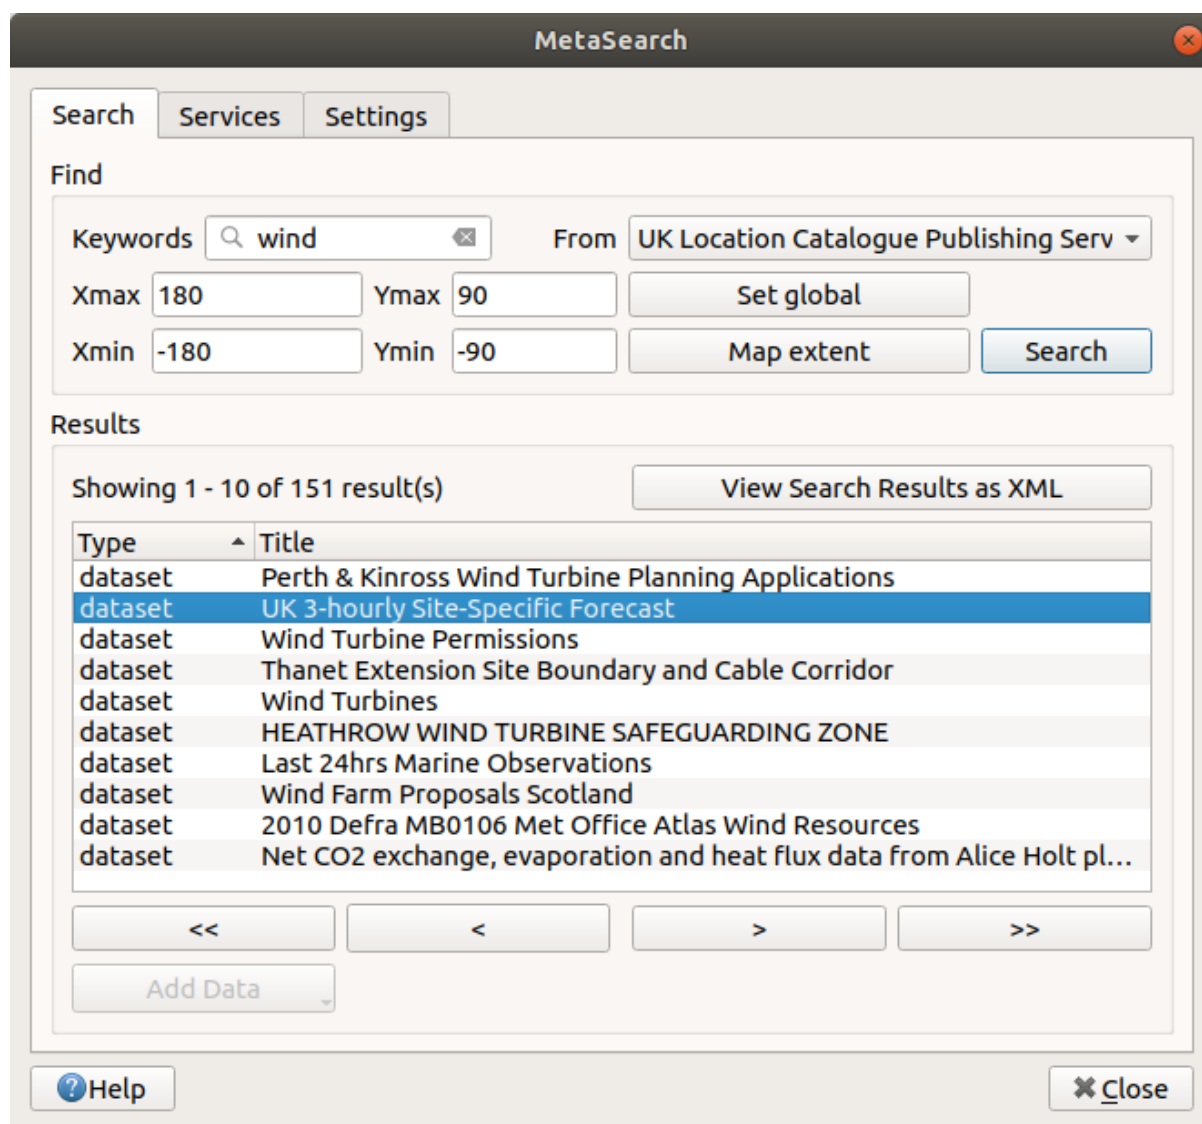 MetaSearch
Search Services Settings
Find
Keywords wind From UK Location Catalogue Publishing Serv
Xmax 180 Ymax 90 Set global
Xmin -180 Ymin -90 Map extent Search
Results
Showing 1 - 10 of 151 result(s) View Search Results as XML
Type Title
dataset Perth & Kinross Wind Turbine Planning Applications
dataset UK 3-hourly Site-Specific Forecast
dataset Wind Turbine Permissions
dataset Thanet Extension Site Boundary and Cable Corridor
dataset Wind Turbines
dataset HEATHROW WIND TURBINE SAFEGUARDING ZONE
dataset Last 24hrs Marine Observations
dataset Wind Farm Proposals Scotland
dataset 2010 Defra MB0106 Met Office Atlas Wind Resources
dataset Net CO2 exchange, evaporation and heat flux data from Alice Holt pl...
<< < > >>
Add Data
Help Close